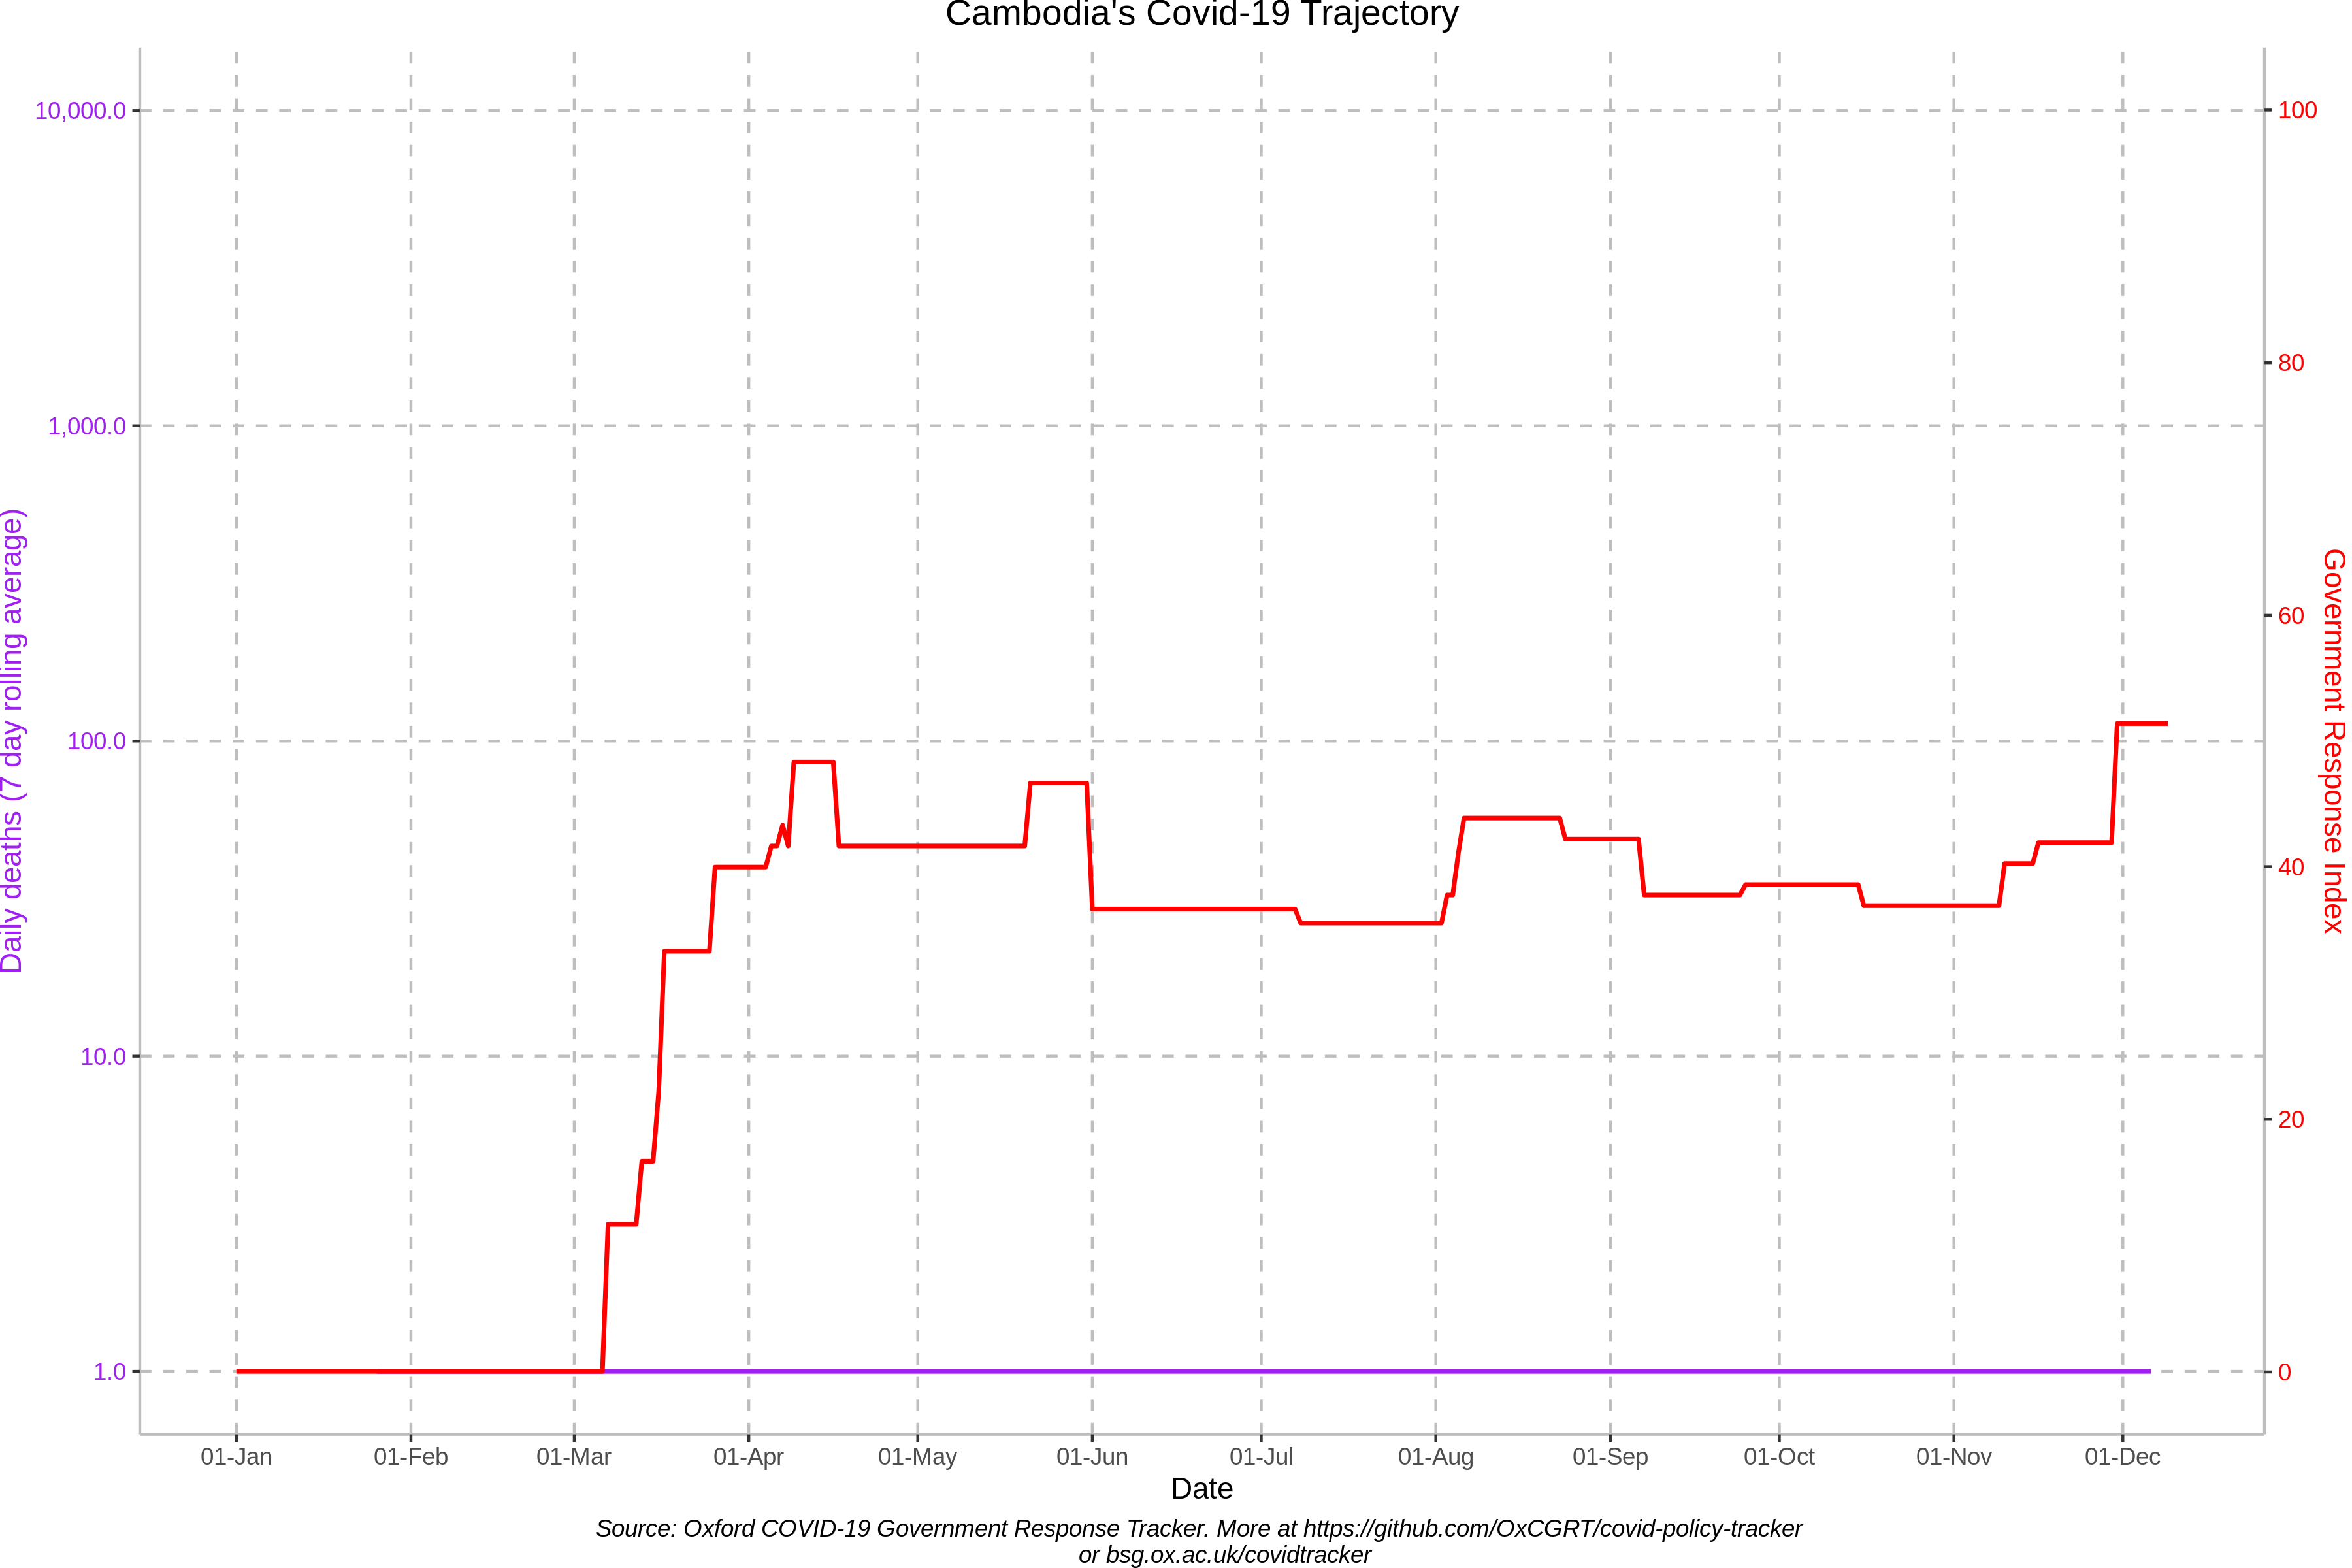 Cambodia's Covid-19 Trajectory
10,000.0
1,000.0
100.0
10.0
1.0
Daily deaths (7 day rolling average)
100
80
60
40
20
0
Government Response Index
01-Jan
01-Feb
01-Mar
01-Apr
01-May
01-Jun
01-Jul
01-Aug
01-Sep
01-Oct
01-Nov
01-Dec
Date
Source: Oxford COVID-19 Government Response Tracker. More at https://github.com/OxCGRT/covid-policy-tracker
or bsg.ox.ac.uk/covidtracker